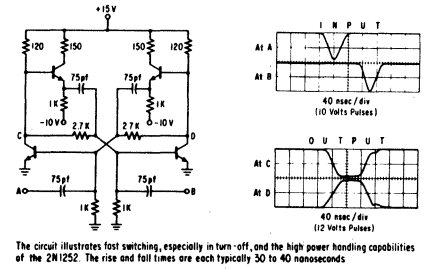 +15V
120
150
150
120
75pf
75pf
1K
1K
-10V
-10V
C
2.7K
2.7K
D
75pf
75pf
A
B
1K
1K
INPUT
At A
At B
40 nsec/div
(10 Volts Pulses)
OUTPUT
At C
At D
40 nsec/div
(12 Volts Pulses)
The circuit illustrates fast switching, especially in turn-off, and the high power handling capabilities
of the 2N1252. The rise and fall times are each typically 30 to 40 nanoseconds